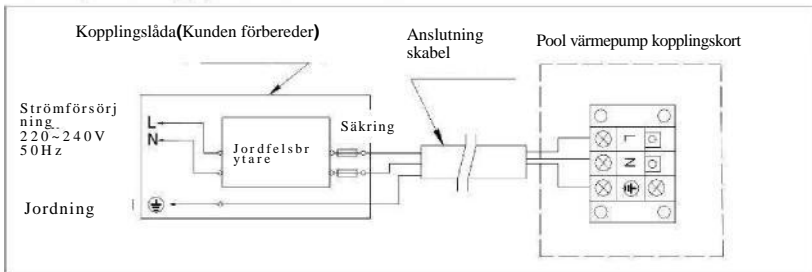 Kopplingslåda(Kunden förbereder)
Anslutning
skabel
Pool värmepump kopplingskort
Strömförsörj
ning
220~240V
50Hz
L
N
Jordfelsbr
ytare
Säkring
Jordning
L
N